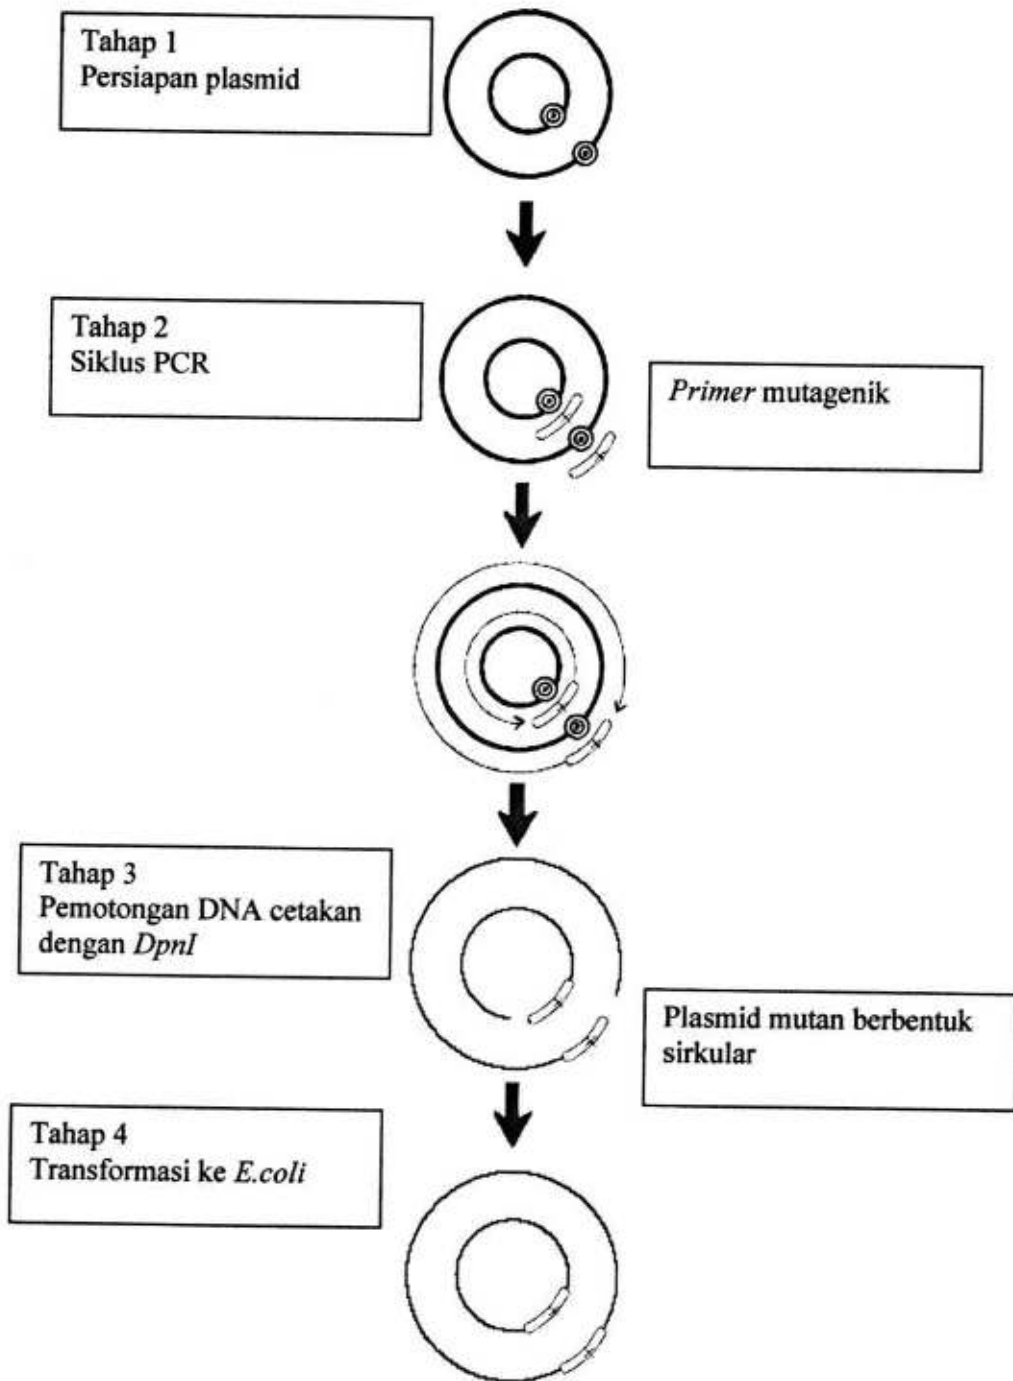 Tahap 1
Persiapan plasmid
Tahap 2
Siklus PCR
Primer mutagenik
Tahap 3
Pemotongan DNA cetakan
dengan DpnI
Plasmid mutan berbentuk
sirkular
Tahap 4
Transformasi ke E.coli